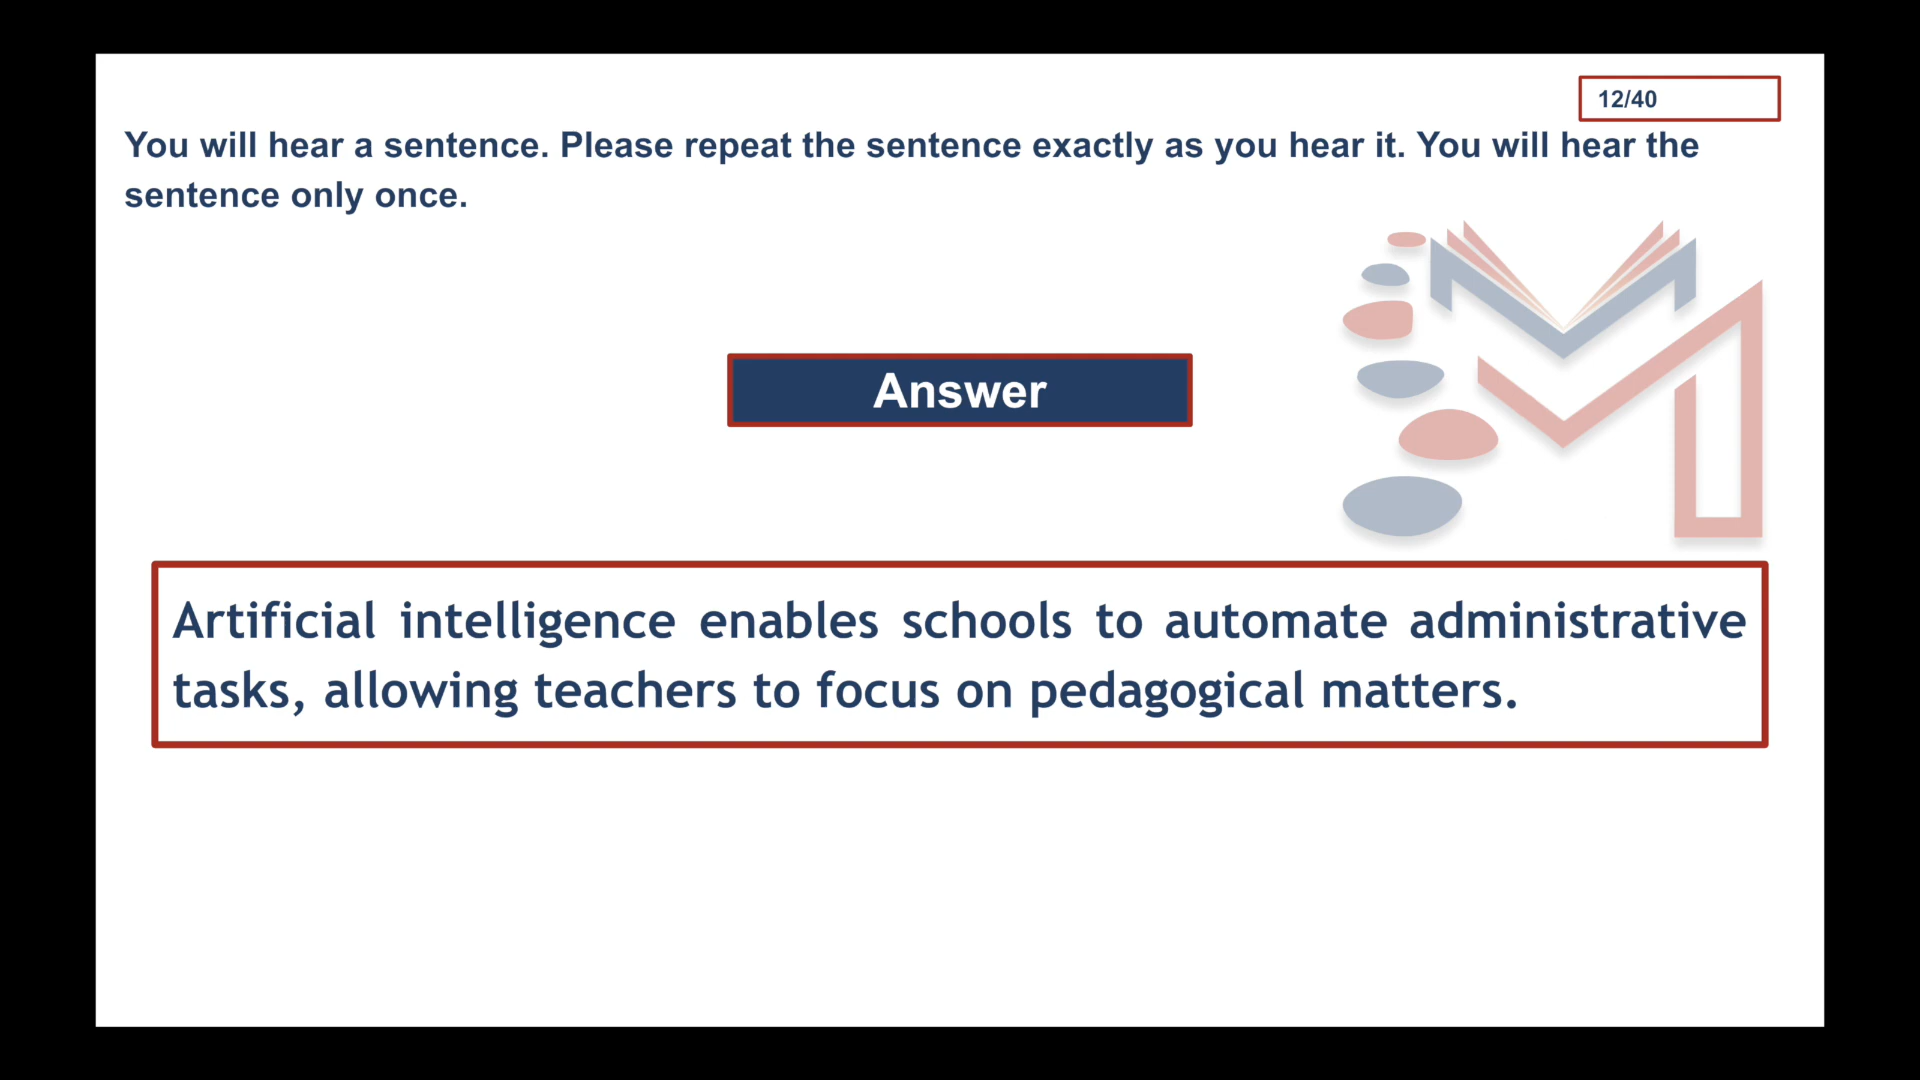 12/40
You will hear a sentence. Please repeat the sentence exactly as you hear it. You will hear the
sentence only once.
Answer
Artificial intelligence enables schools to automate administrative
tasks, allowing teachers to focus on pedagogical matters.